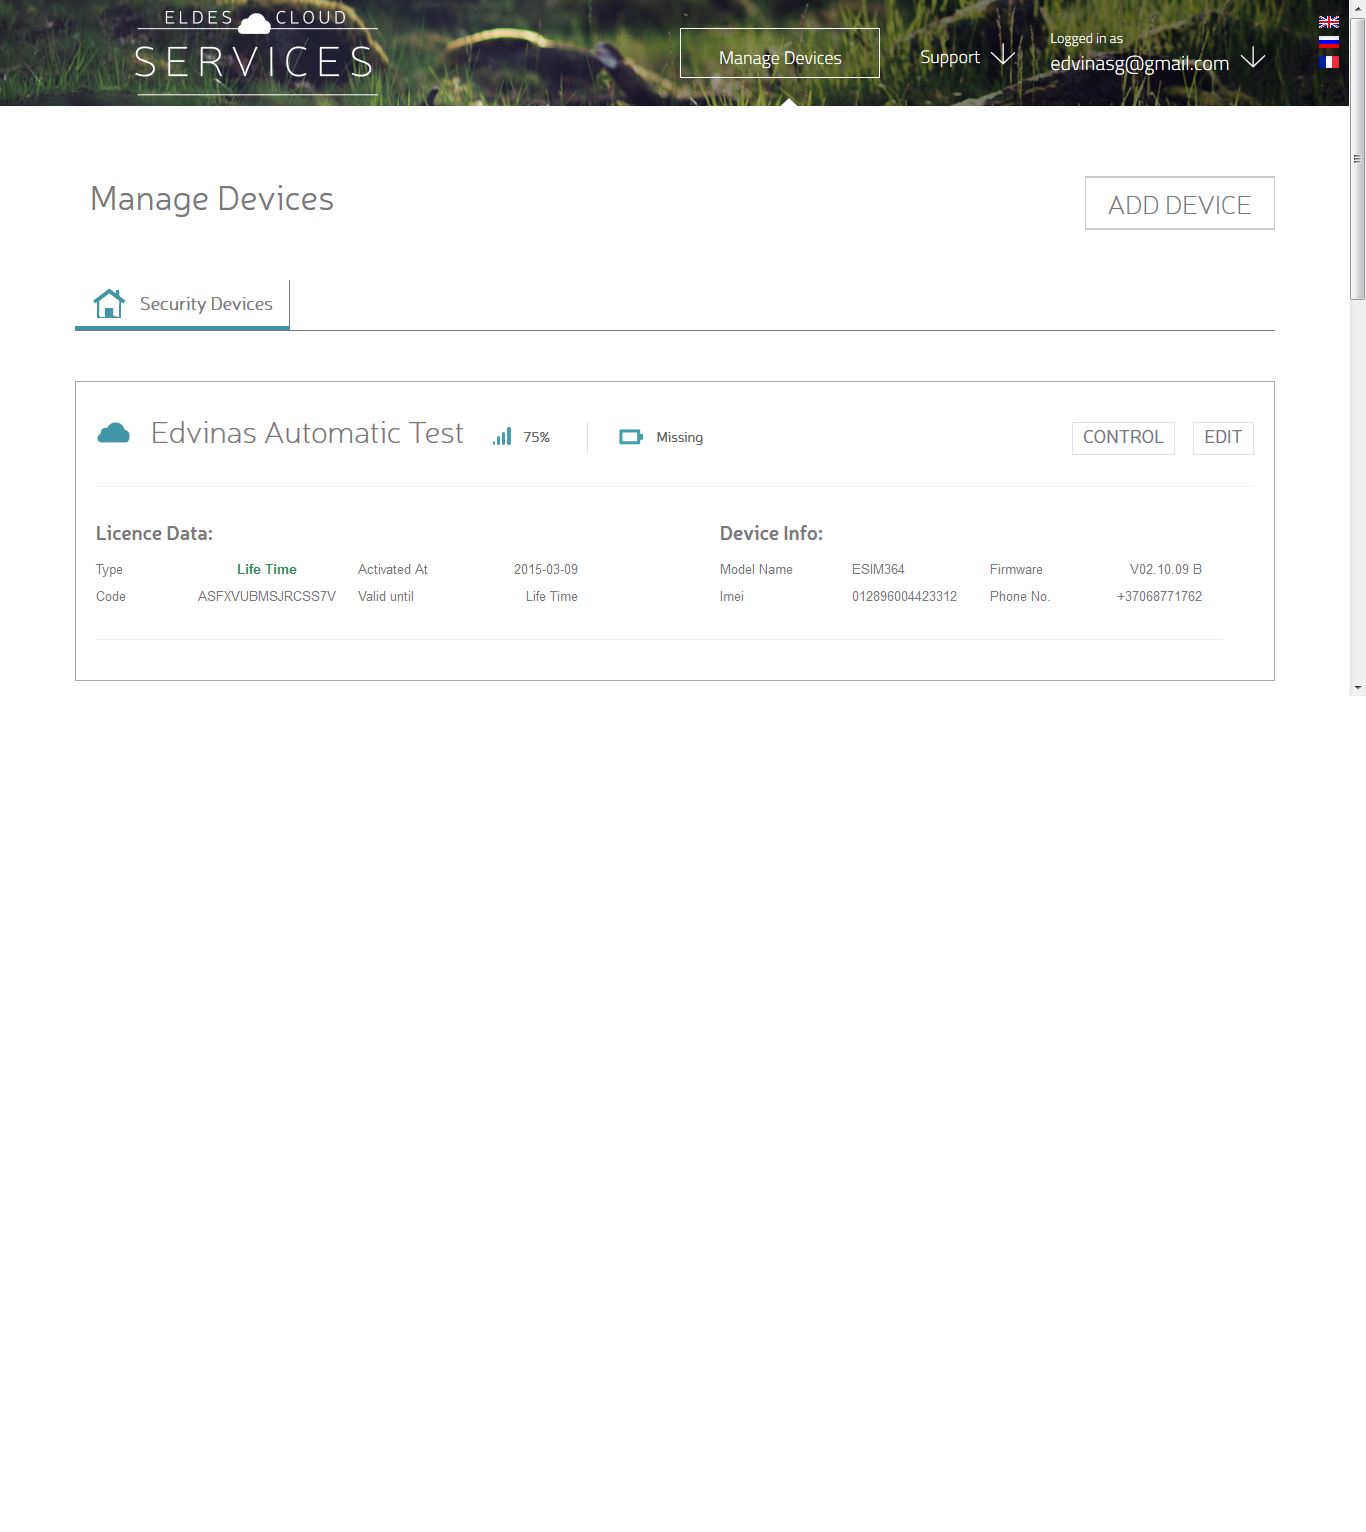 ELDES CLOUD
SERVICES
Manage Devices
Support
Logged in as
edvinasg@gmail.com
Manage Devices
ADD DEVICE
Security Devices
Edvinas Automatic Test
75%
Missing
CONTROL
EDIT
Licence Data:
Type Life Time Activated At 2015-03-09
Code ASFXVUBMSJRCSS7V Valid until Life Time
Device Info:
Model Name ESIM364 Firmware V02.10.09 B
Imei 012896004423312 Phone No. +37068771762